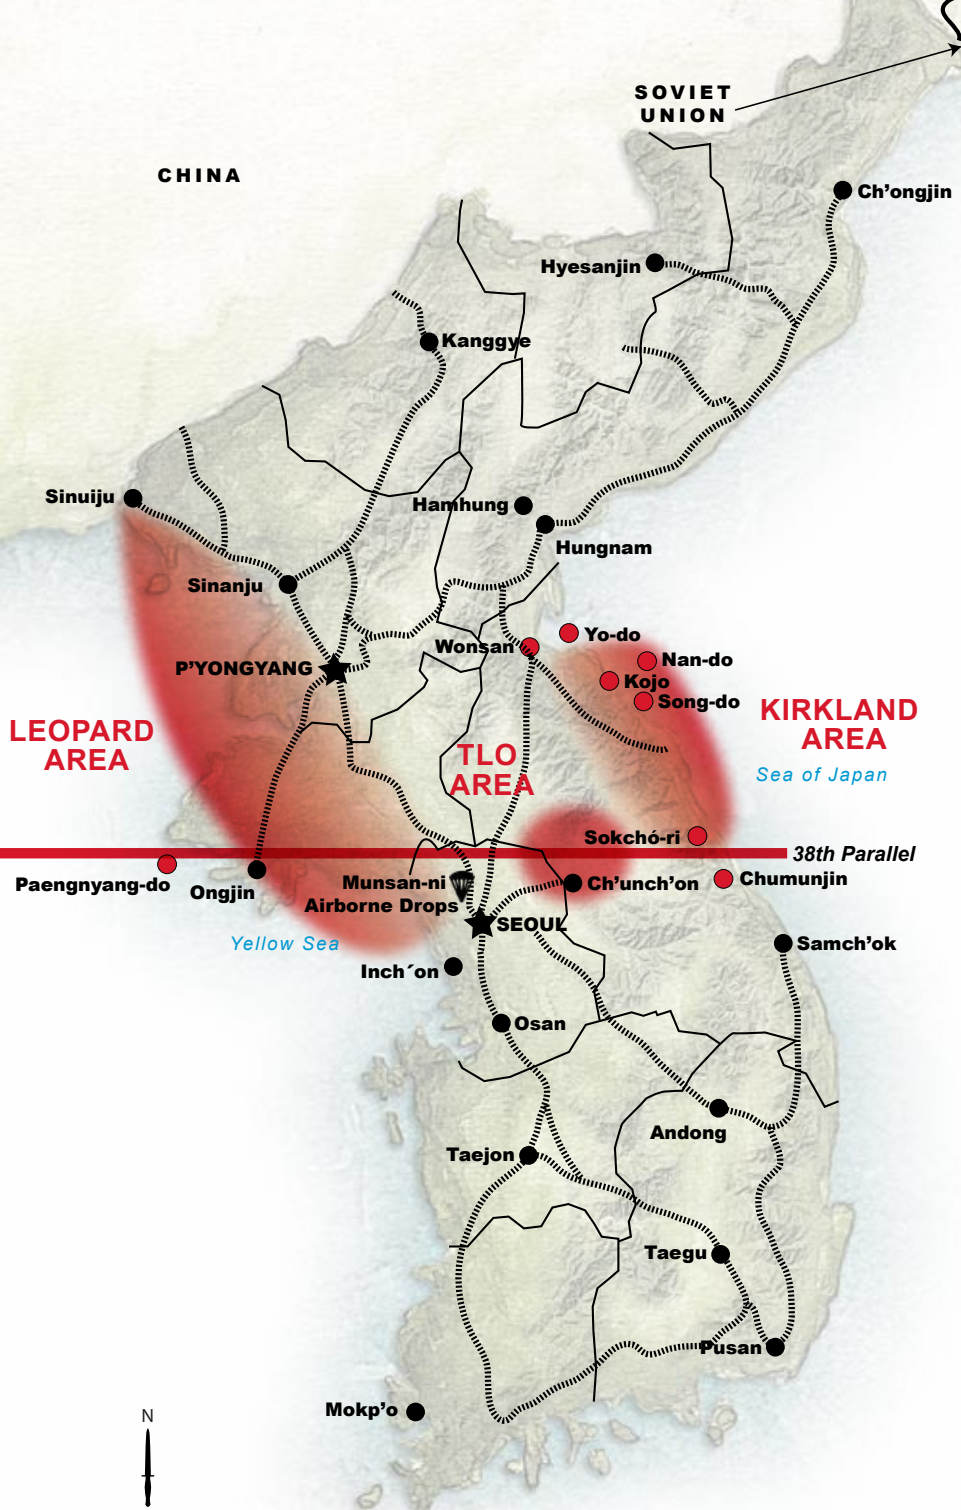 SOVIET
UNION
CHINA
Ch'ongjin
Hyesanjin
Kanggye
Sinuiju
Hamhung
Hungnam
Sinanju
Yo-do
Wonsan
Nan-do
P'YONGYANG
Kojo
Song-do
LEOPARD
AREA
KIRKLAND
AREA
TLO
AREA
Sea of Japan
Sokchó-ri
38th Parallel
Paengnyang-do
Ongjin
Munsan-ni
Airborne Drops
Ch'unch'on
Chumunjin
SEOUL
Yellow Sea
Samch'ok
Inch´on
Osan
Andong
Taejon
Taegu
Pusan
Mokp'o
N